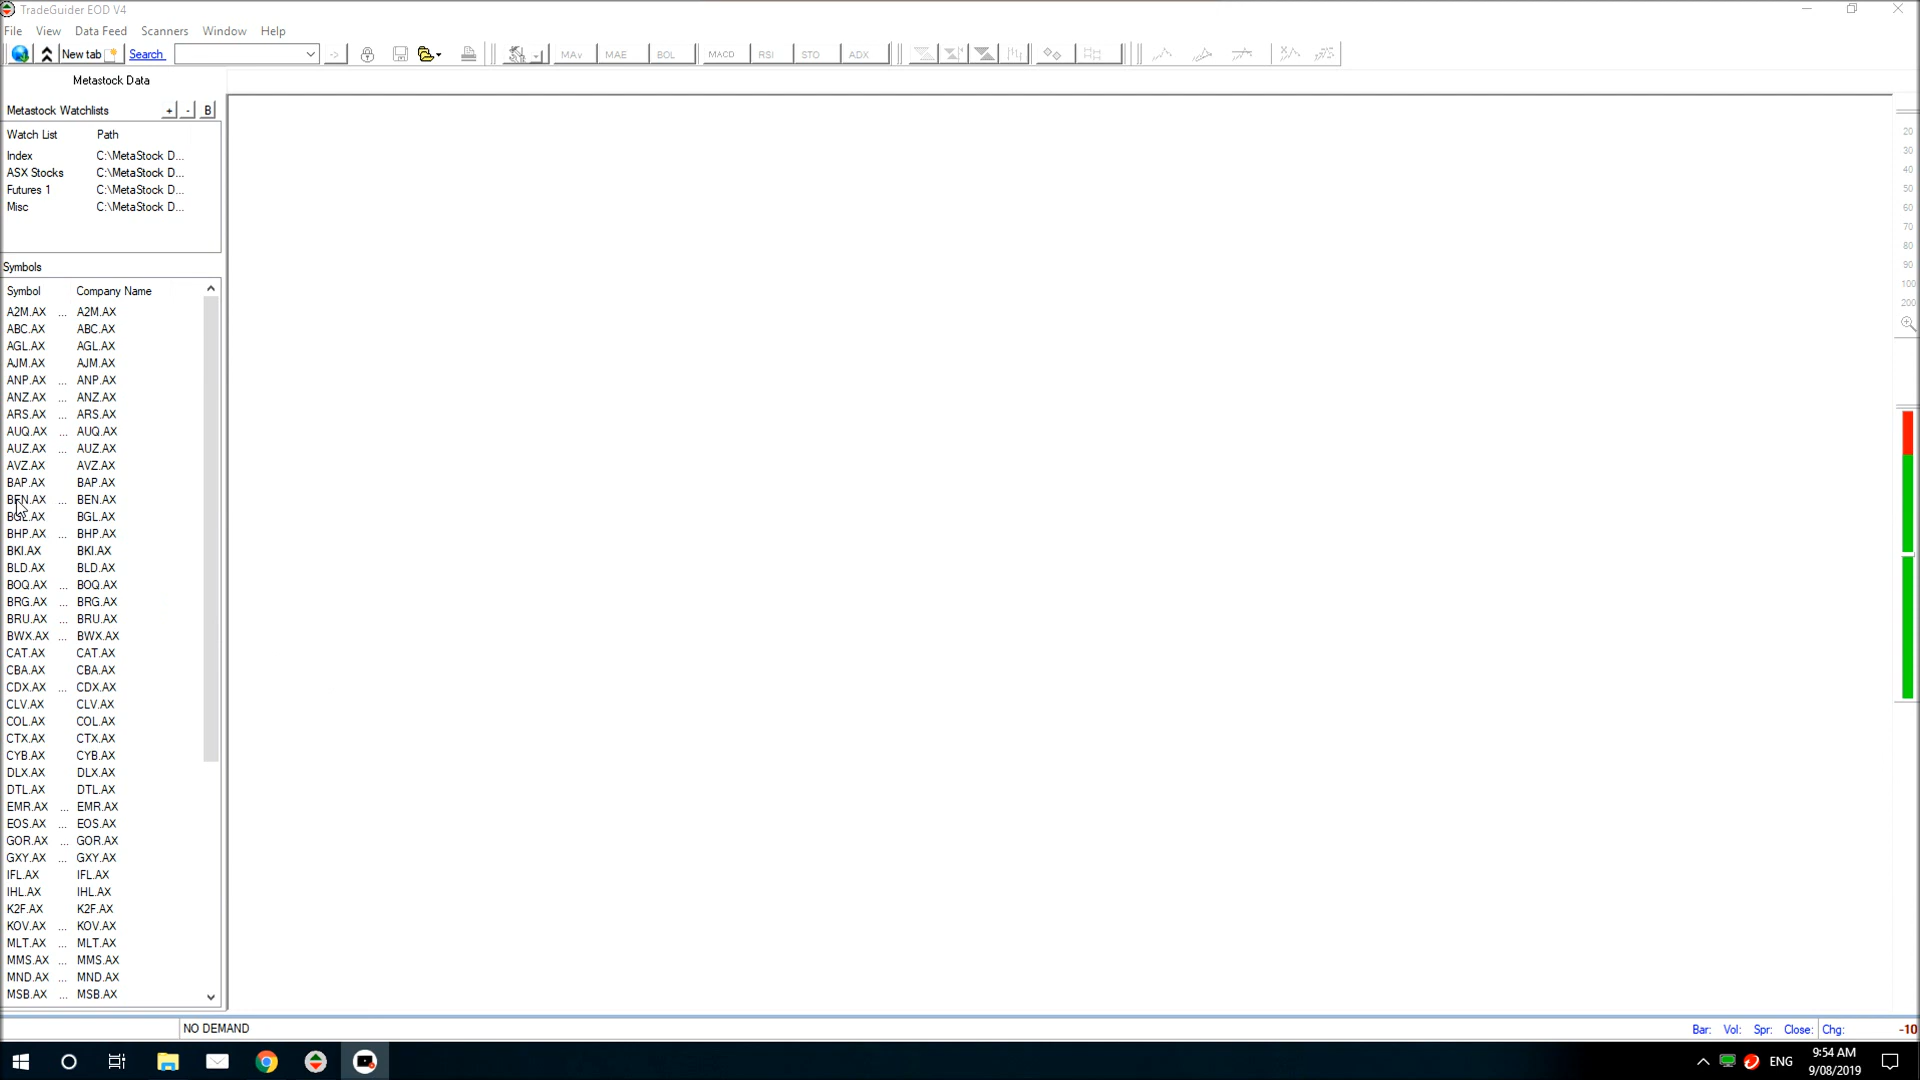 TradeGuider EOD V4
File View Data Feed Scanners Window Help
New tab Search -> MAv MAE BOL MACD RSI STO ADX
Metastock Data
Metastock Watchlists + - B
Watch List Path
Index C:\MetaStock D...
ASX Stocks C:\MetaStock D...
Futures 1 C:\MetaStock D...
Misc C:\MetaStock D...
Symbols
Symbol Company Name
A2M.AX ... A2M.AX
ABC.AX ABC.AX
AGL.AX AGL.AX
AJM.AX AJM.AX
ANP.AX ... ANP.AX
ANZ.AX ... ANZ.AX
ARS.AX ... ARS.AX
AUQ.AX ... AUQ.AX
AUZ.AX ... AUZ.AX
AVZ.AX AVZ.AX
BAP.AX BAP.AX
BEN.AX ... BEN.AX
BGL.AX BGL.AX
BHP.AX ... BHP.AX
BKI.AX BKI.AX
BLD.AX BLD.AX
BOQ.AX ... BOQ.AX
BRG.AX ... BRG.AX
BRU.AX ... BRU.AX
BWX.AX ... BWX.AX
CAT.AX CAT.AX
CBA.AX CBA.AX
CDX.AX ... CDX.AX
CLV.AX CLV.AX
COL.AX COL.AX
CTX.AX CTX.AX
CYB.AX CYB.AX
DLX.AX DLX.AX
DTL.AX DTL.AX
EMR.AX ... EMR.AX
EOS.AX ... EOS.AX
GOR.AX ... GOR.AX
GXY.AX ... GXY.AX
IFL.AX IFL.AX
IHL.AX IHL.AX
K2F.AX K2F.AX
KOV.AX ... KOV.AX
MLT.AX ... MLT.AX
MMS.AX ... MMS.AX
MND.AX ... MND.AX
MSB.AX ... MSB.AX
20
30
40
50
60
70
80
90
100
200
NO DEMAND Bar: Vol: Spr: Close: Chg: -10
ENG 9:54 AM
9/08/2019